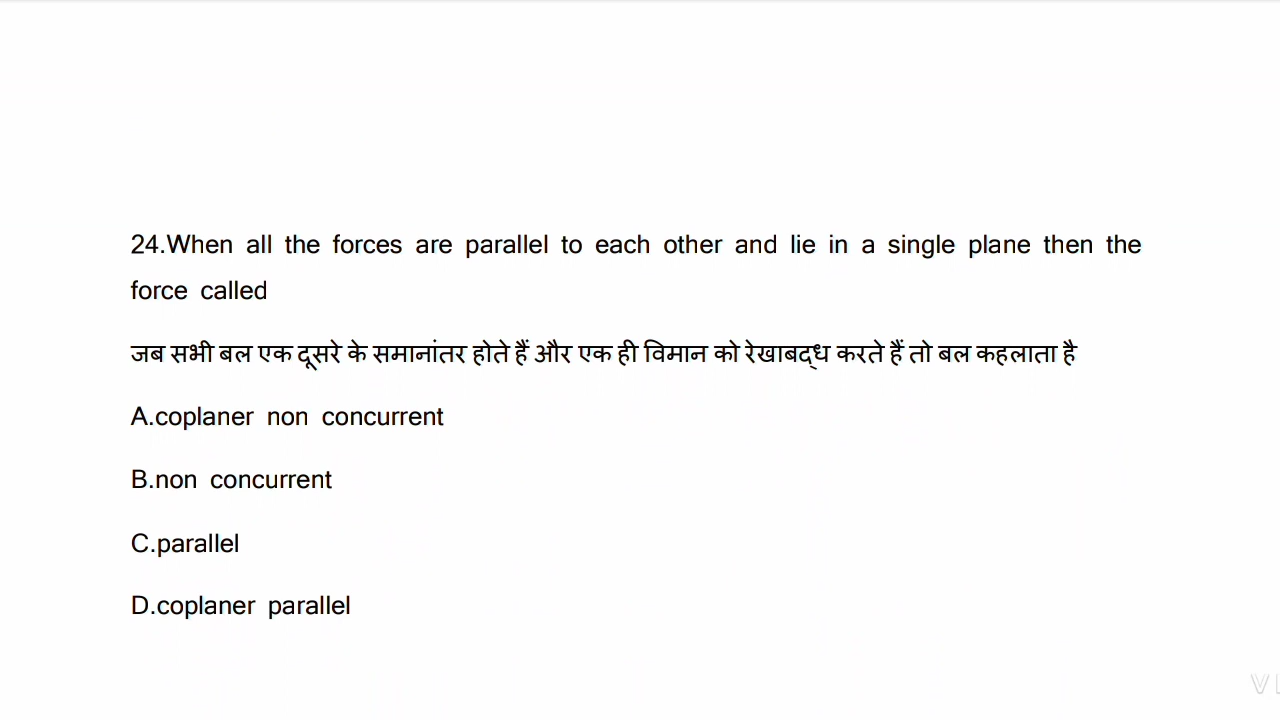 24.When all the forces are parallel to each other and lie in a single plane then the
force called
जब सभी बल एक दूसरे के समानांतर होते हैं और एक ही विमान को रेखाबद्ध करते हैं तो बल कहलाता है
A.coplaner non concurrent
B.non concurrent
C.parallel
D.coplaner parallel